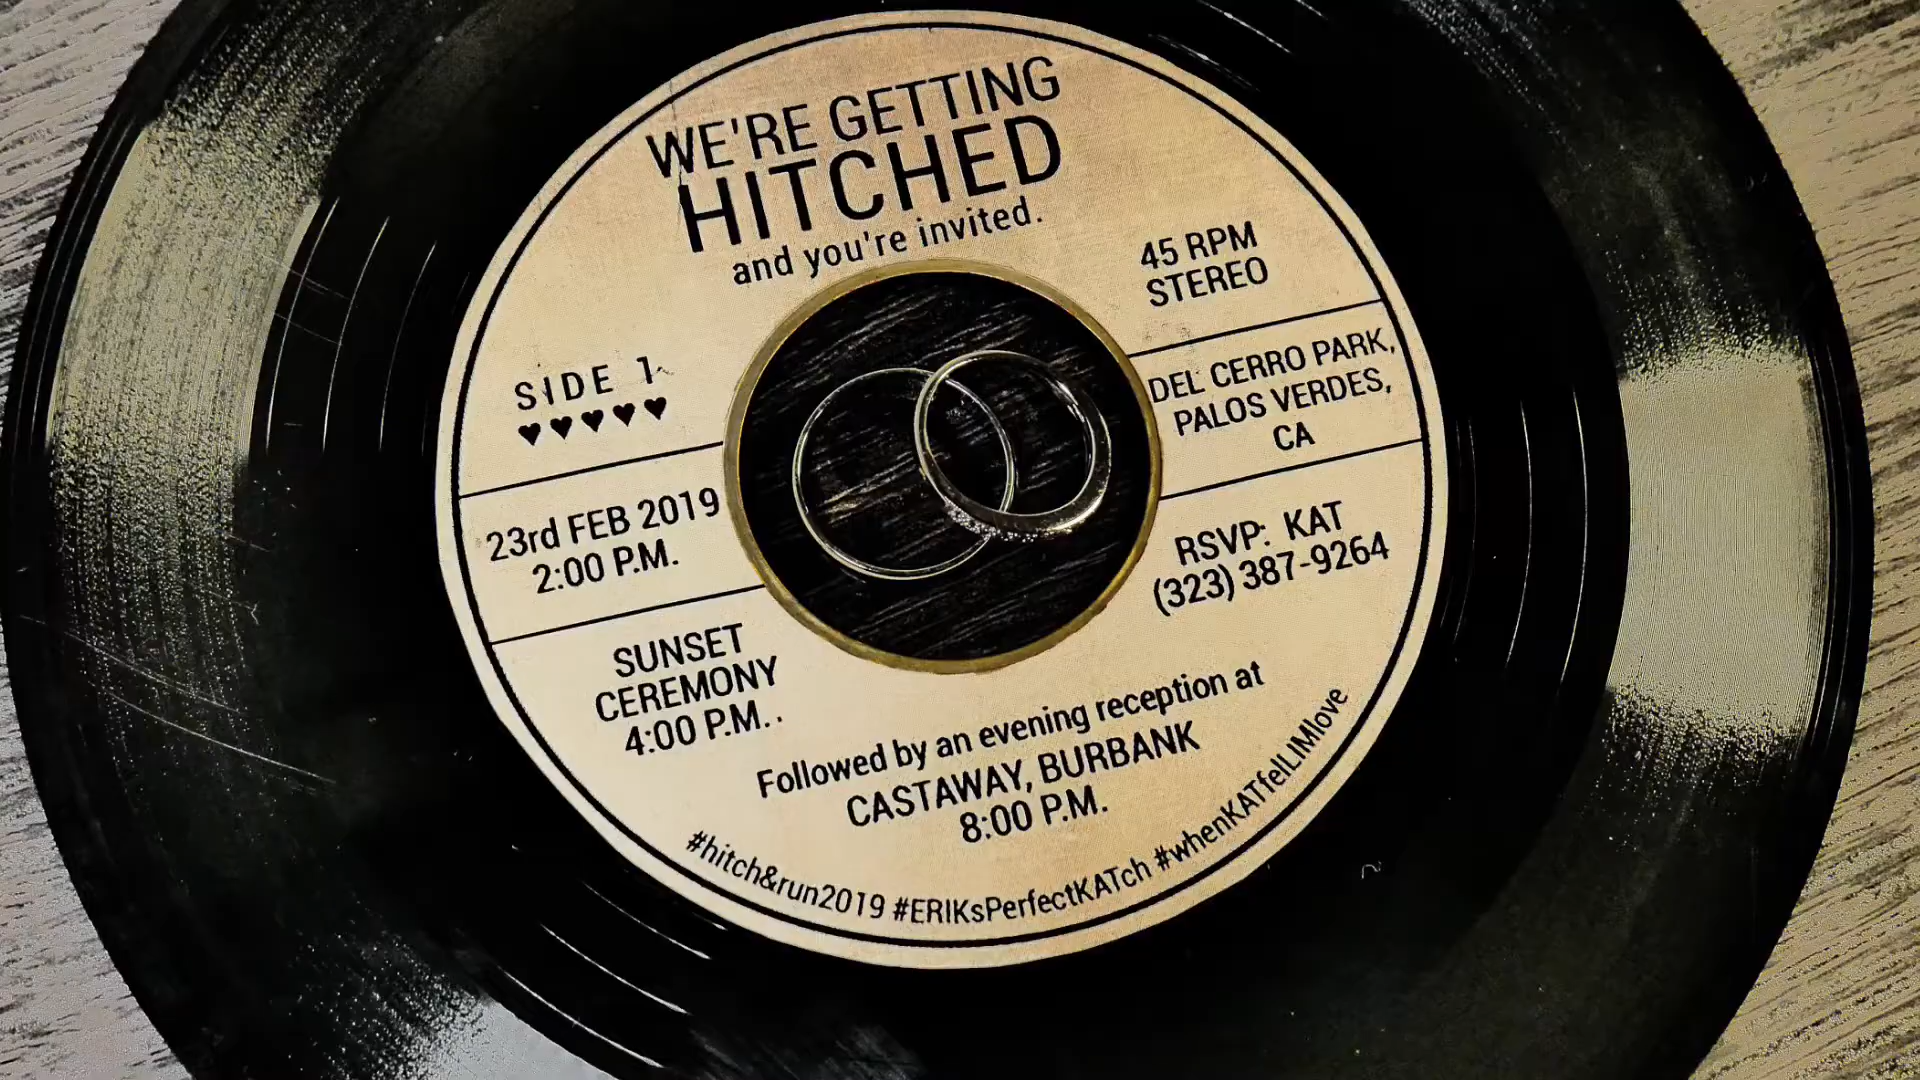 WE'RE GETTING
HITCHED
and you're invited.
45 RPM
STEREO
SIDE 1
♥♥♥♥♥
DEL CERRO PARK,
PALOS VERDES,
CA
23rd FEB 2019
2:00 P.M.
RSVP: KAT
(323) 387-9264
SUNSET
CEREMONY
4:00 P.M..
Followed by an evening reception at
CASTAWAY, BURBANK
8:00 P.M.
#hitch&run2019 #ERIKsPerfectKATch #whenKATfelLIMlove